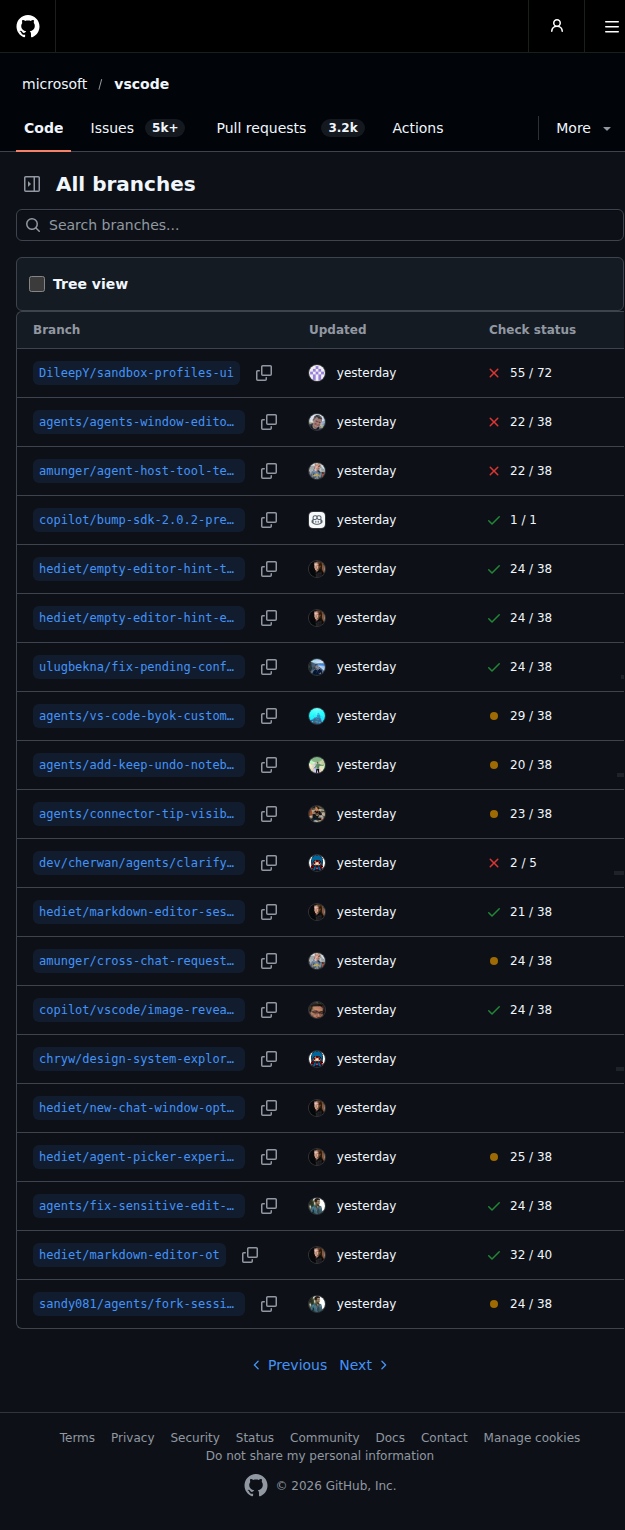 microsoft / vscode
Code Issues 5k+ Pull requests 3.2k Actions More
All branches
Search branches...
Tree view
Branch Updated Check status
DileepY/sandbox-profiles-ui yesterday 55 / 72
agents/agents-window-edito… yesterday 22 / 38
amunger/agent-host-tool-te… yesterday 22 / 38
copilot/bump-sdk-2.0.2-pre… yesterday 1 / 1
hediet/empty-editor-hint-t… yesterday 24 / 38
hediet/empty-editor-hint-e… yesterday 24 / 38
ulugbekna/fix-pending-conf… yesterday 24 / 38
agents/vs-code-byok-custom… yesterday 29 / 38
agents/add-keep-undo-noteb… yesterday 20 / 38
agents/connector-tip-visib… yesterday 23 / 38
dev/cherwan/agents/clarify… yesterday 2 / 5
hediet/markdown-editor-ses… yesterday 21 / 38
amunger/cross-chat-request… yesterday 24 / 38
copilot/vscode/image-revea… yesterday 24 / 38
chryw/design-system-explor… yesterday
hediet/new-chat-window-opt… yesterday
hediet/agent-picker-experi… yesterday 25 / 38
agents/fix-sensitive-edit-… yesterday 24 / 38
hediet/markdown-editor-ot yesterday 32 / 40
sandy081/agents/fork-sessi… yesterday 24 / 38
Previous Next
Terms Privacy Security Status Community Docs Contact Manage cookies
Do not share my personal information
© 2026 GitHub, Inc.